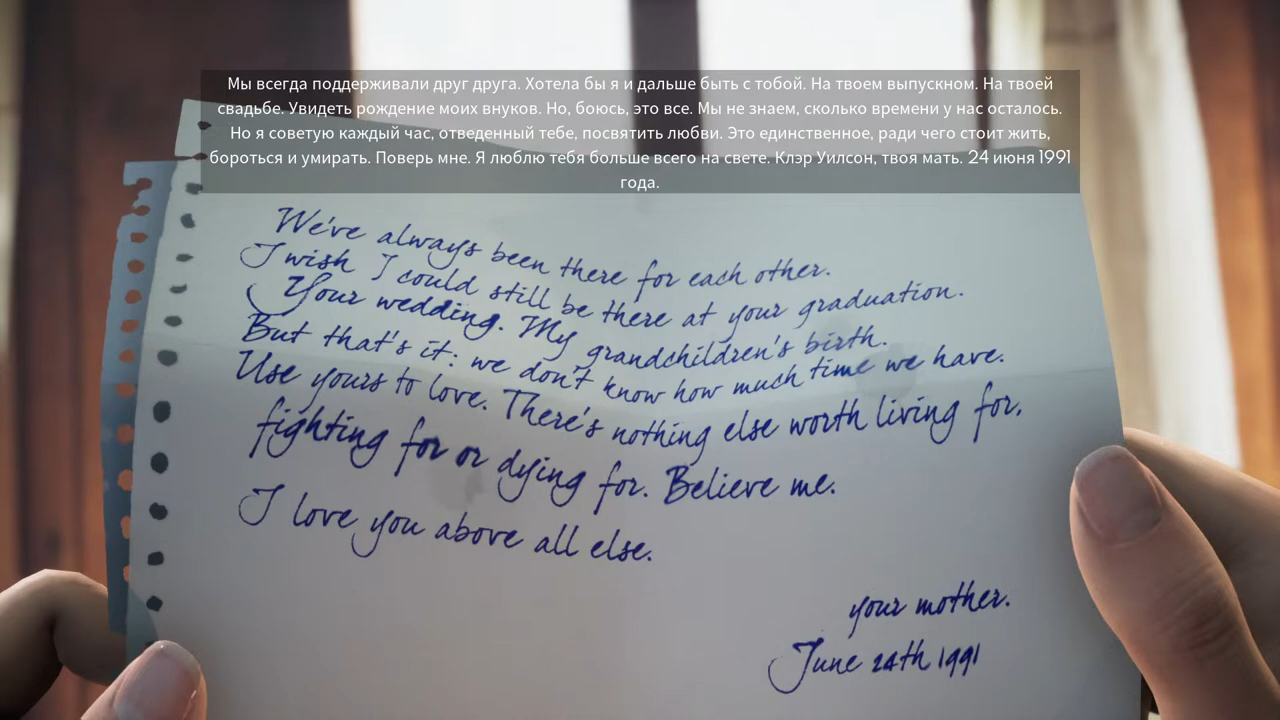 Мы всегда поддерживали друг друга. Хотела бы я и дальше быть с тобой. На твоем выпускном. На твоей
свадьбе. Увидеть рождение моих внуков. Но, боюсь, это все. Мы не знаем, сколько времени у нас осталось.
Но я советую каждый час, отведенный тебе, посвятить любви. Это единственное, ради чего стоит жить,
бороться и умирать. Поверь мне. Я люблю тебя больше всего на свете. Клэр Уилсон, твоя мать. 24 июня 1991
года.
We've always been there for each other.
I wish I could still be there at your graduation.
Your wedding. My grandchildren's birth.
But that's it: we don't know how much time we have.
Use yours to love. There's nothing else worth living for,
fighting for or dying for. Believe me.
I love you above all else.
your mother.
June 24th 1991